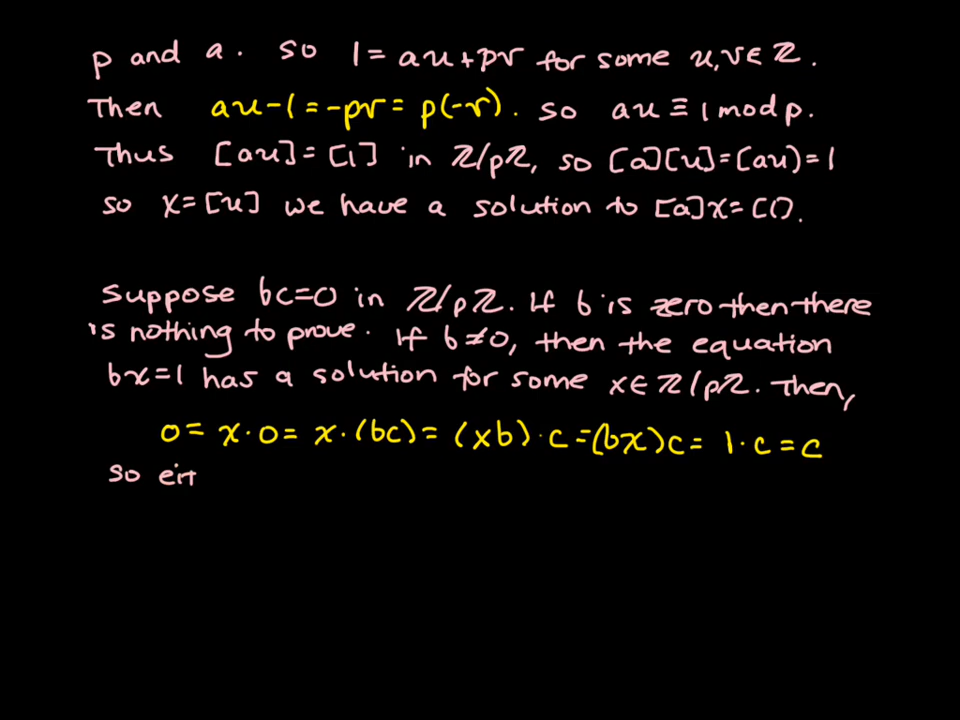 p and a. so 1 = au+pv for some u,v∈ℤ.
Then au-1=-pv= p(-v). so au ≡ 1 mod p.
Thus [au]=[1] in ℤ/pℤ, so [a][u]=[au]=1
so x=[u] we have a solution to [a]x=[1].
Suppose bc=0 in ℤ/pℤ. If b is zero then there
is nothing to prove. If b≠0, then the equation
bx=1 has a solution for some x∈ℤ/pℤ. Then,
0= x·0= x·(bc)= (xb)·c=(bx)c= 1·c=c
so eit